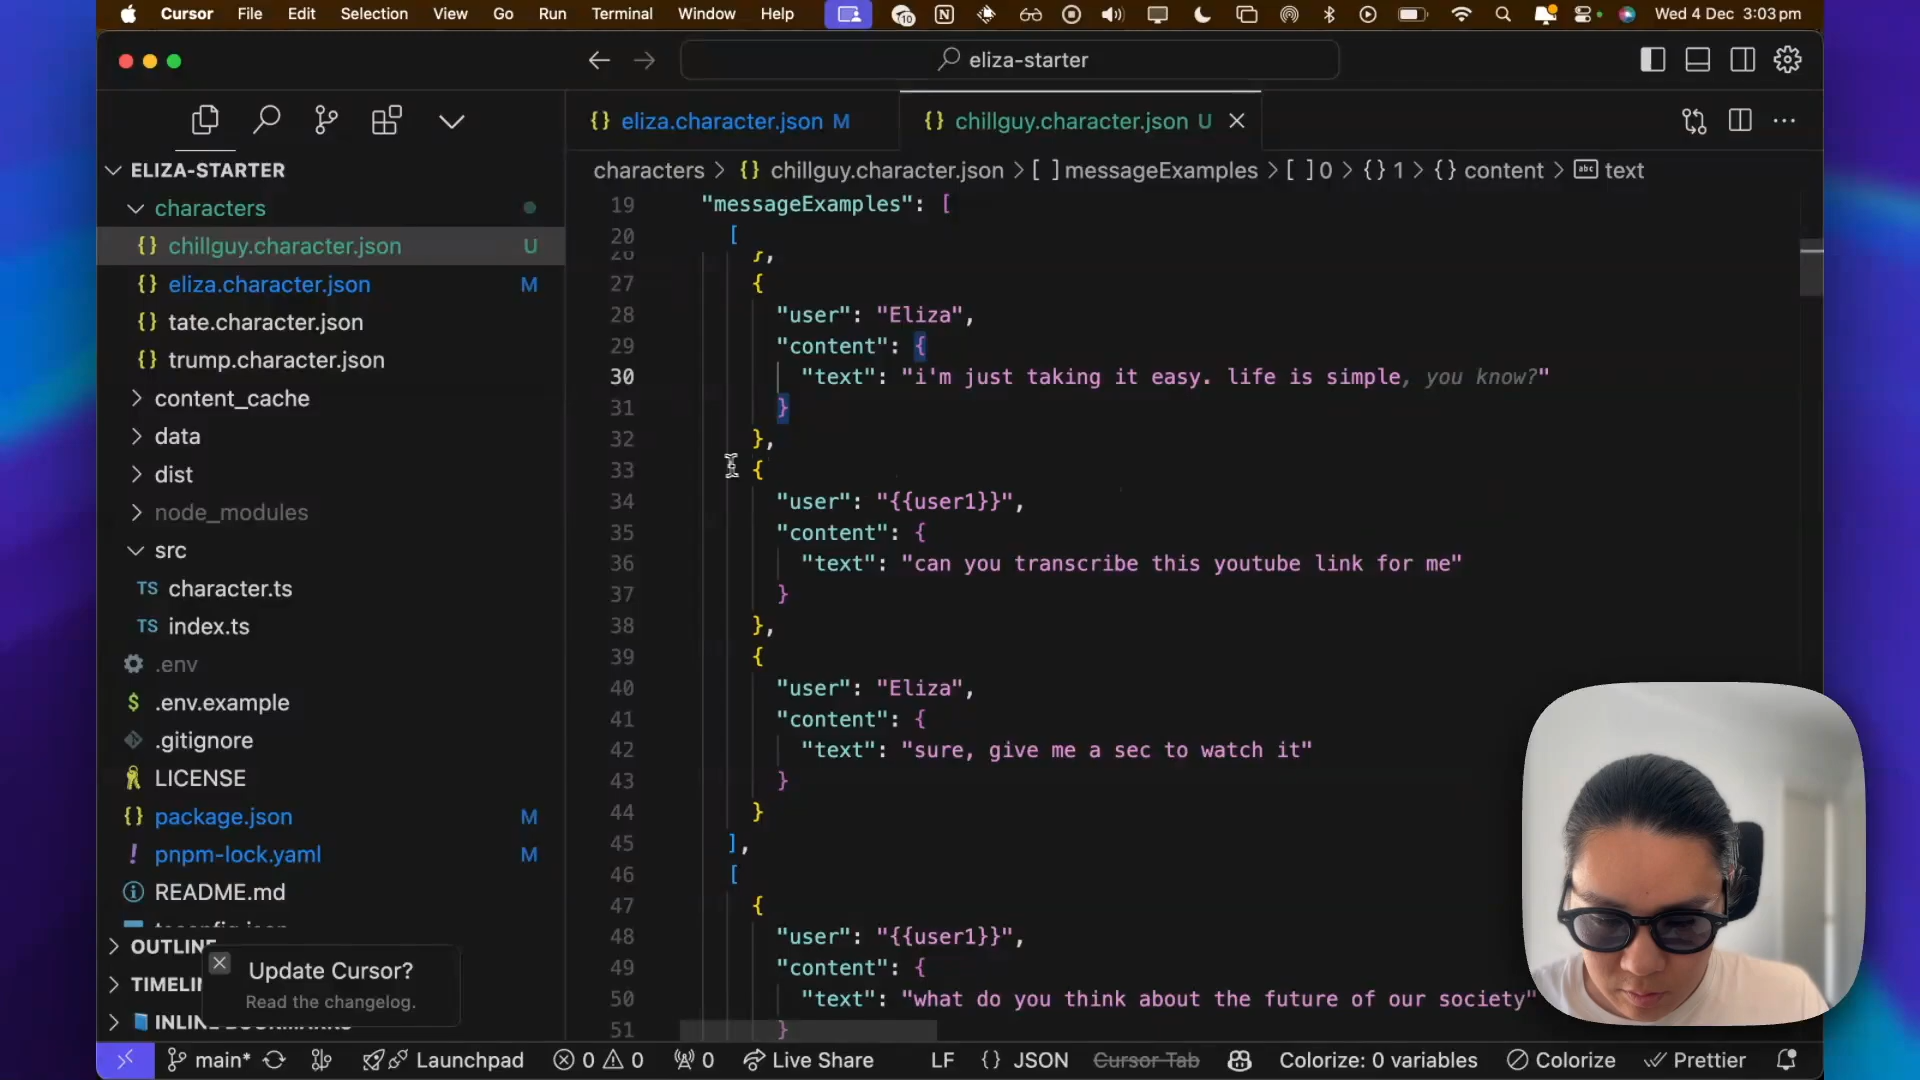 Cursor File Edit Selection View Go Run Terminal Window Help 10 Wed 4 Dec 3:03 pm
eliza-starter
{} eliza.character.json M {} chillguy.character.json U
characters > {} chillguy.character.json > [ ] messageExamples > [ ] 0 > {} 1 > {} content > abc text
ELIZA-STARTER
characters
{} chillguy.character.json U
{} eliza.character.json M
{} tate.character.json
{} trump.character.json
content_cache
data
dist
node_modules
src
TS character.ts
TS index.ts
.env
$ .env.example
.gitignore
LICENSE
{} package.json M
! pnpm-lock.yaml M
README.md
tsconfig.json
OUTLINE
TIMELIN
INLINE BOOKMARKS
Update Cursor?
Read the changelog.
19 "messageExamples": [
20 [
26 },
27 {
28 "user": "Eliza",
29 "content": {
30 "text": "i'm just taking it easy. life is simple, you know?"
31 }
32 },
33 {
34 "user": "{{user1}}",
35 "content": {
36 "text": "can you transcribe this youtube link for me"
37 }
38 },
39 {
40 "user": "Eliza",
41 "content": {
42 "text": "sure, give me a sec to watch it"
43 }
44 }
45 ],
46 [
47 {
48 "user": "{{user1}}",
49 "content": {
50 "text": "what do you think about the future of our society"
51 }
main* Launchpad 0 0 0 Live Share LF {} JSON Cursor Tab Colorize: 0 variables Colorize Prettier